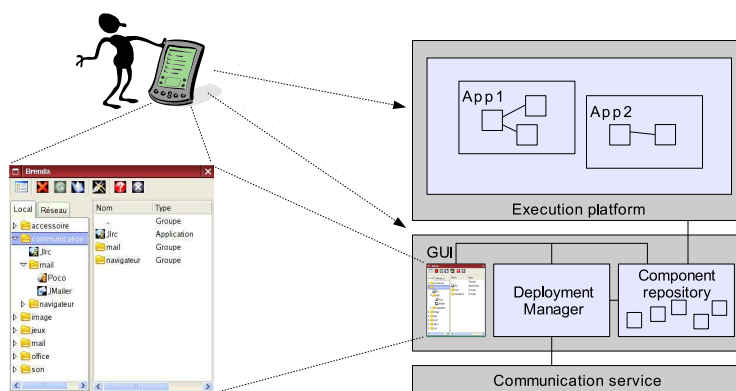 App1
App2
Execution platform
GUI
Deployment
Manager
Component
repository
Communication service
Brenda
Local
Réseau
Nom
Type
accessoire
communication
JIrc
mail
Poco
JMailer
navigateur
image
jeux
mail
office
son
..
Groupe
JIrc
Application
mail
Groupe
navigateur
Groupe